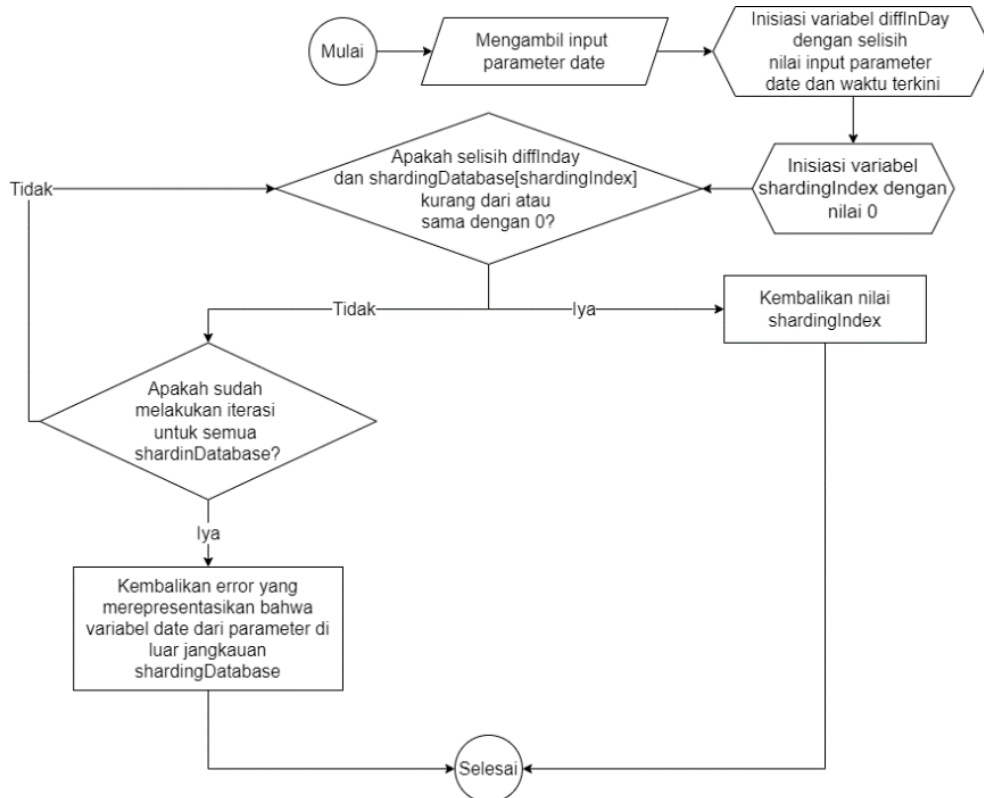 Mulai
Mengambil input
parameter date
Inisiasi variabel diffInDay
dengan selisih
nilai input parameter
date dan waktu terkini
Inisiasi variabel
shardingIndex dengan
nilai 0
Apakah selisih diffInday
dan shardingDatabase[shardingIndex]
kurang dari atau
sama dengan 0?
Tidak
Tidak
Iya
Kembalikan nilai
shardingIndex
Apakah sudah
melakukan iterasi
untuk semua
shardinDatabase?
Iya
Kembalikan error yang
merepresentasikan bahwa
variabel date dari parameter di
luar jangkauan
shardingDatabase
Selesai